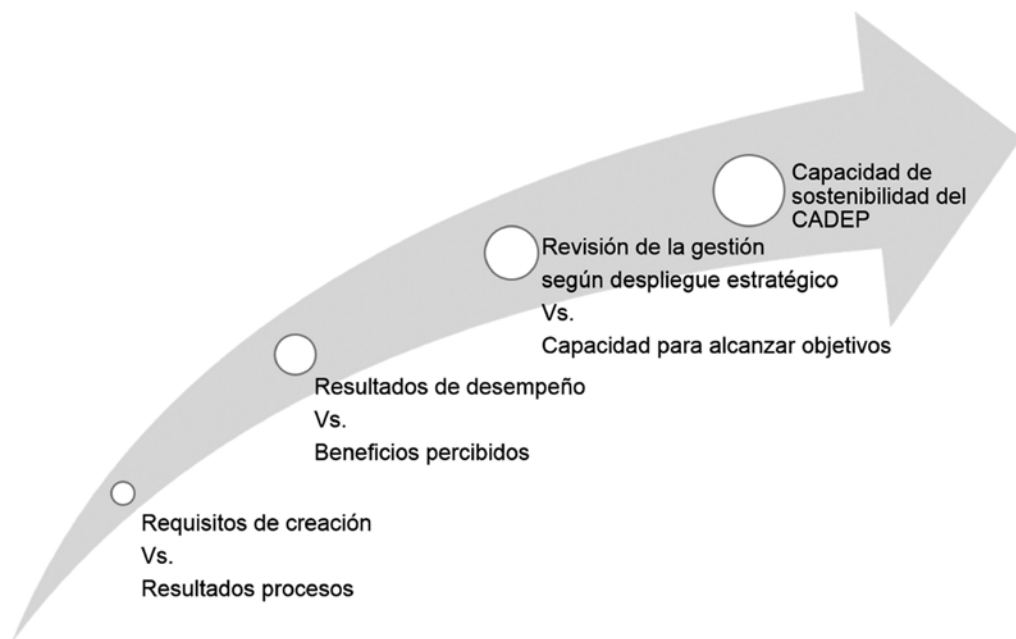 Capacidad de
sostenibilidad del
CADEP
Revisión de la gestión
según despliegue estratégico
Vs.
Capacidad para alcanzar objetivos
Resultados de desempeño
Vs.
Beneficios percibidos
Requisitos de creación
Vs.
Resultados procesos